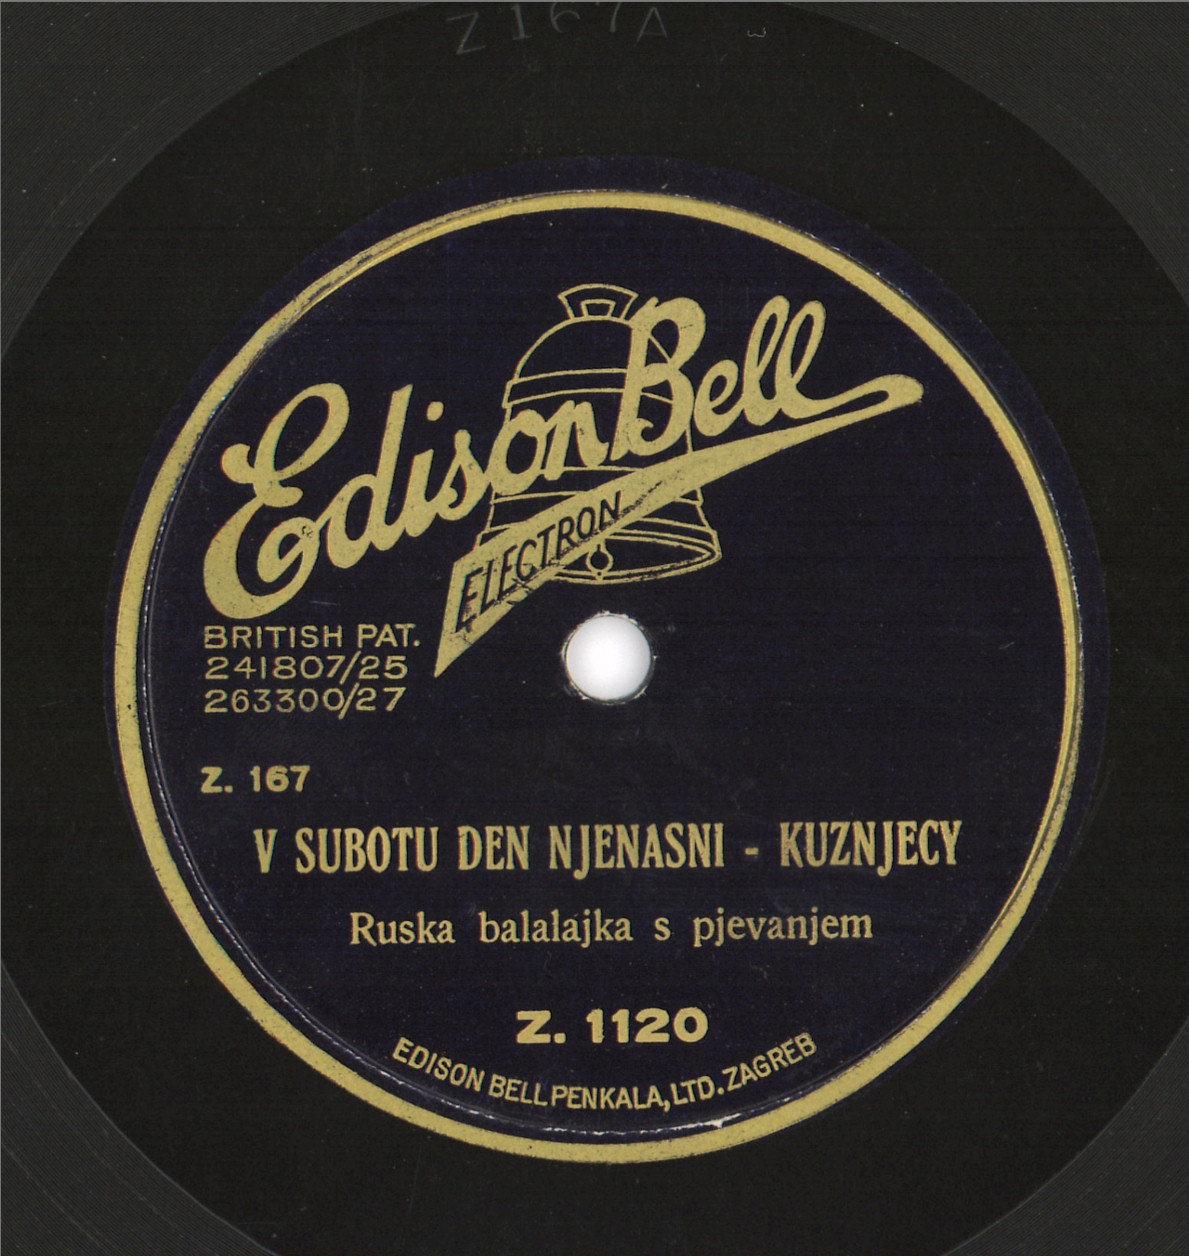 Z167A
Edison Bell
ELECTRON
BRITISH PAT.
241807/25
263300/27
Z. 167
V SUBOTU DEN NJENASNI - KUZNJECY
Ruska balalajka s pjevanjem
Z. 1120
EDISON BELL PENKALA, LTD. ZAGREB